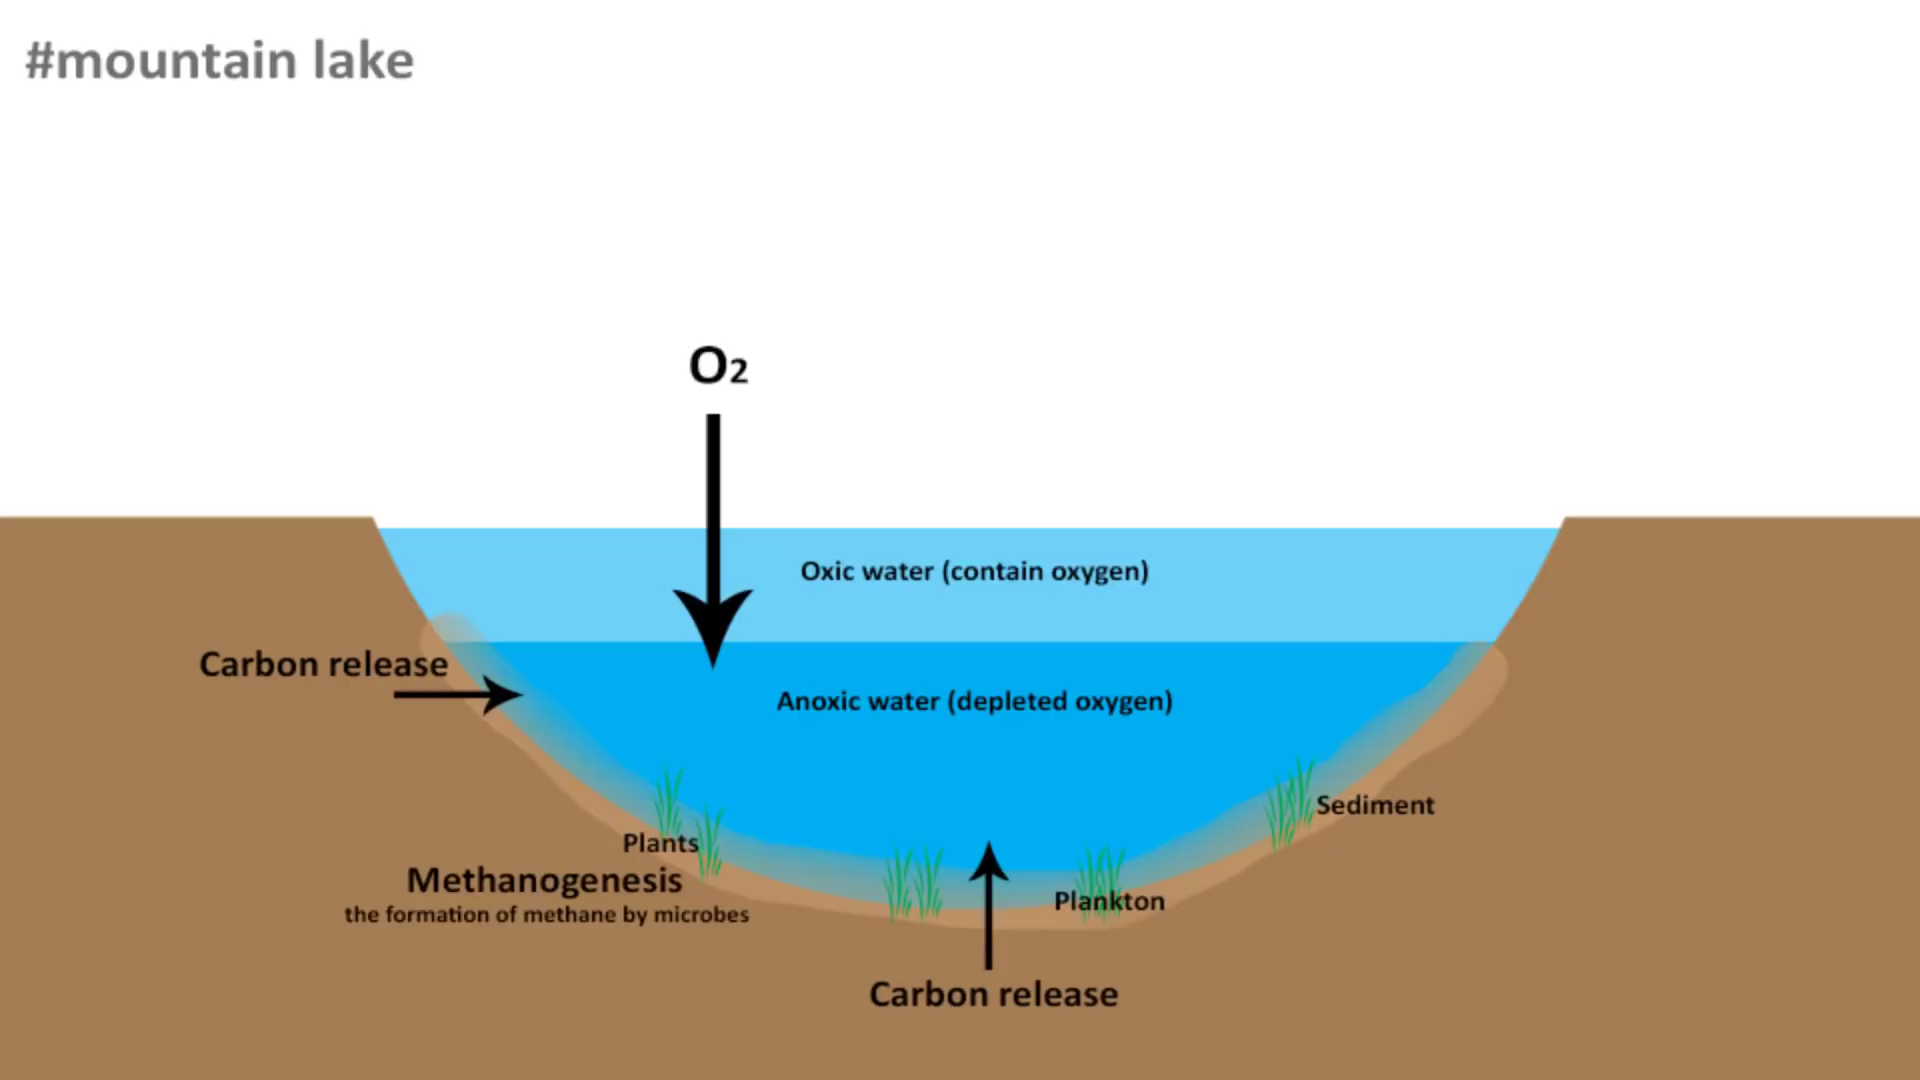 #mountain lake
O₂
Oxic water (contain oxygen)
Carbon release
Anoxic water (depleted oxygen)
Sediment
Plants
Methanogenesis
the formation of methane by microbes
Plankton
Carbon release